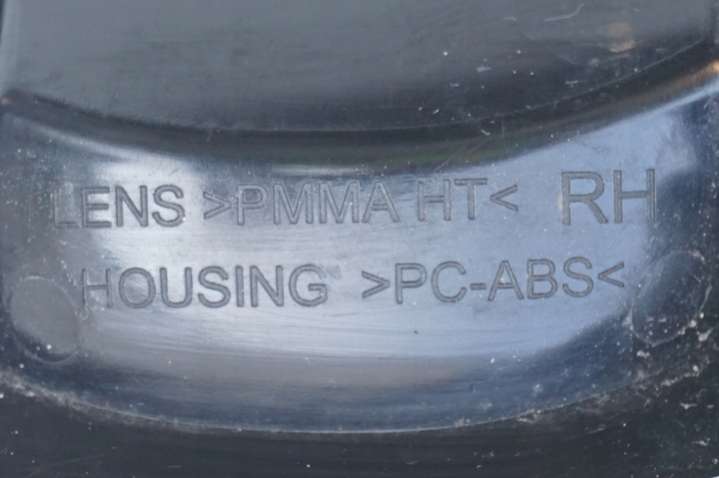 LENS >PMMA HT< RH
HOUSING >PC-ABS<